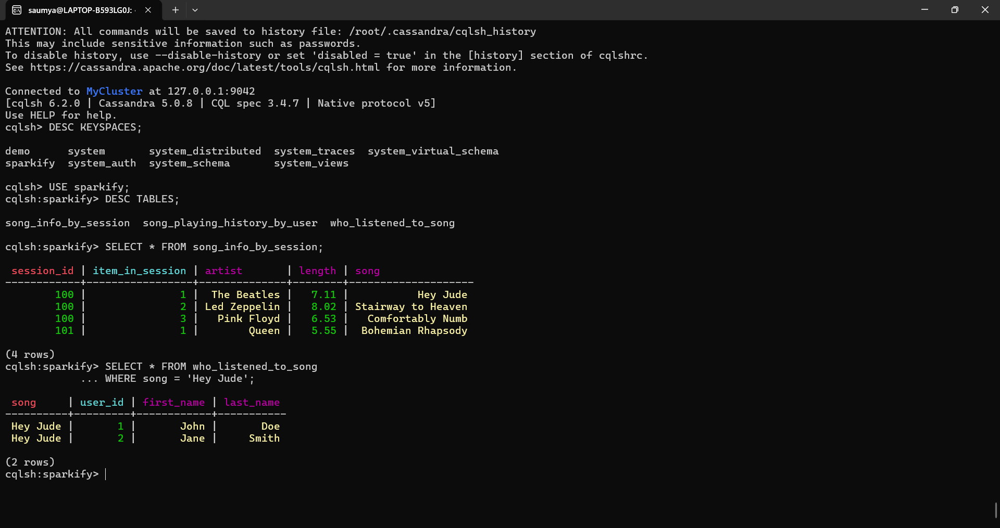 saumya@LAPTOP-B593LG0J: ·
ATTENTION: All commands will be saved to history file: /root/.cassandra/cqlsh_history
This may include sensitive information such as passwords.
To disable history, use --disable-history or set 'disabled = true' in the [history] section of cqlshrc.
See https://cassandra.apache.org/doc/latest/tools/cqlsh.html for more information.
Connected to MyCluster at 127.0.0.1:9042
[cqlsh 6.2.0 | Cassandra 5.0.8 | CQL spec 3.4.7 | Native protocol v5]
Use HELP for help.
cqlsh> DESC KEYSPACES;
demo      system       system_distributed  system_traces  system_virtual_schema
sparkify  system_auth  system_schema       system_views
cqlsh> USE sparkify;
cqlsh:sparkify> DESC TABLES;
song_info_by_session  song_playing_history_by_user  who_listened_to_song
cqlsh:sparkify> SELECT * FROM song_info_by_session;
 session_id | item_in_session | artist       | length | song
------------+-----------------+--------------+--------+--------------------
        100 |               1 |  The Beatles |   7.11 |           Hey Jude
        100 |               2 | Led Zeppelin |   8.02 | Stairway to Heaven
        100 |               3 |   Pink Floyd |   6.53 |   Comfortably Numb
        101 |               1 |        Queen |   5.55 |  Bohemian Rhapsody
(4 rows)
cqlsh:sparkify> SELECT * FROM who_listened_to_song
            ... WHERE song = 'Hey Jude';
 song     | user_id | first_name | last_name
----------+---------+------------+-----------
 Hey Jude |       1 |       John |       Doe
 Hey Jude |       2 |       Jane |     Smith
(2 rows)
cqlsh:sparkify>